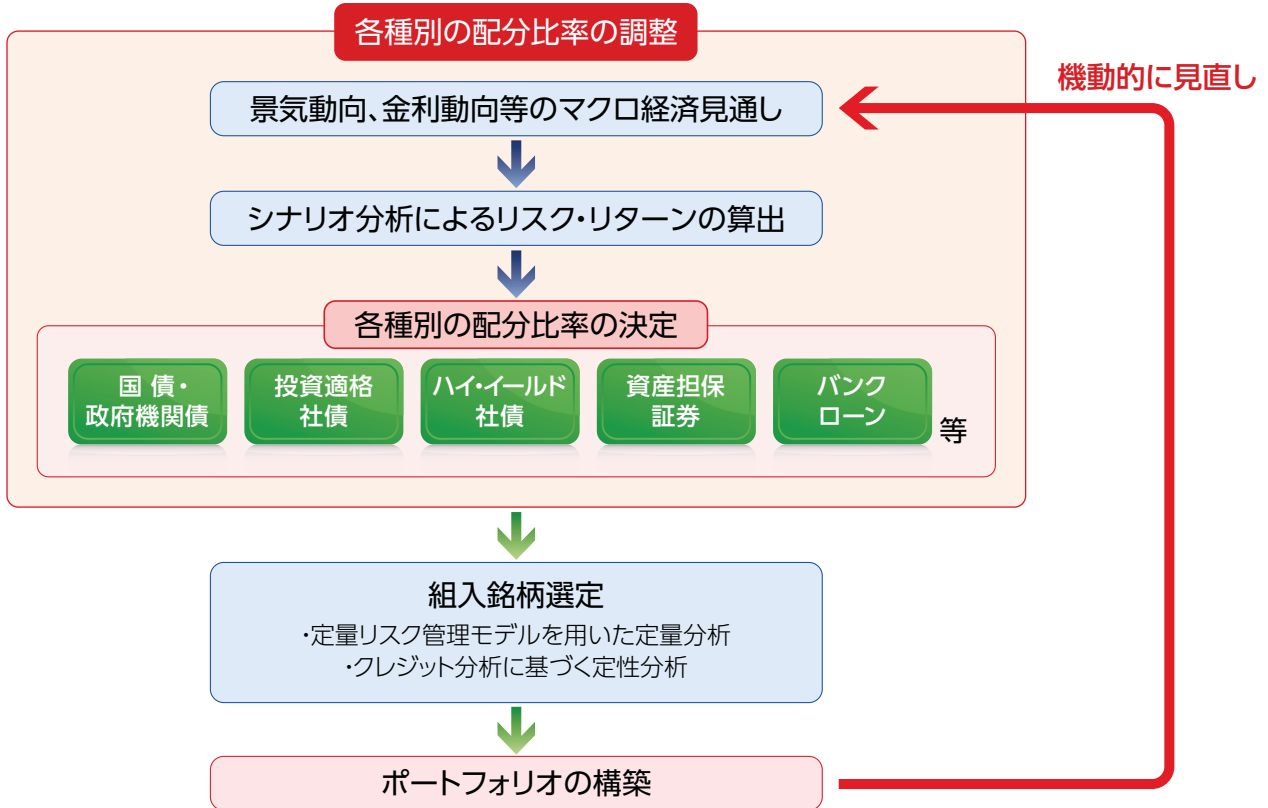 各種別の配分比率の調整
機動的に見直し
景気動向、金利動向等のマクロ経済見通し
シナリオ分析によるリスク・リターンの算出
各種別の配分比率の決定
国 債・
政府機関債
投資適格
社債
ハイ・イールド
社債
資産担保
証券
バンク
ローン
等
組入銘柄選定
・定量リスク管理モデルを用いた定量分析
・クレジット分析に基づく定性分析
ポートフォリオの構築